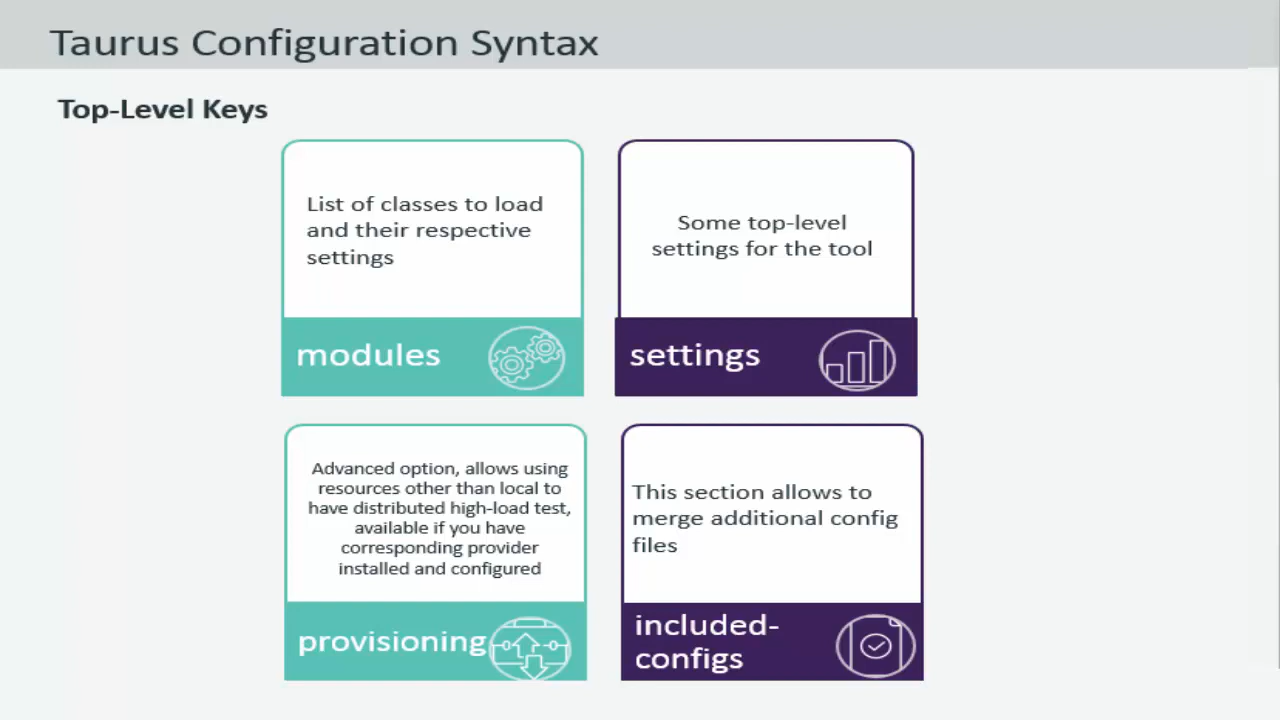 Taurus Configuration Syntax
Top-Level Keys
List of classes to load
and their respective
settings
modules
Some top-level
settings for the tool
settings
Advanced option, allows using
resources other than local to
have distributed high-load test,
available if you have
corresponding provider
installed and configured
provisioning
This section allows to
merge additional config
files
included-
configs